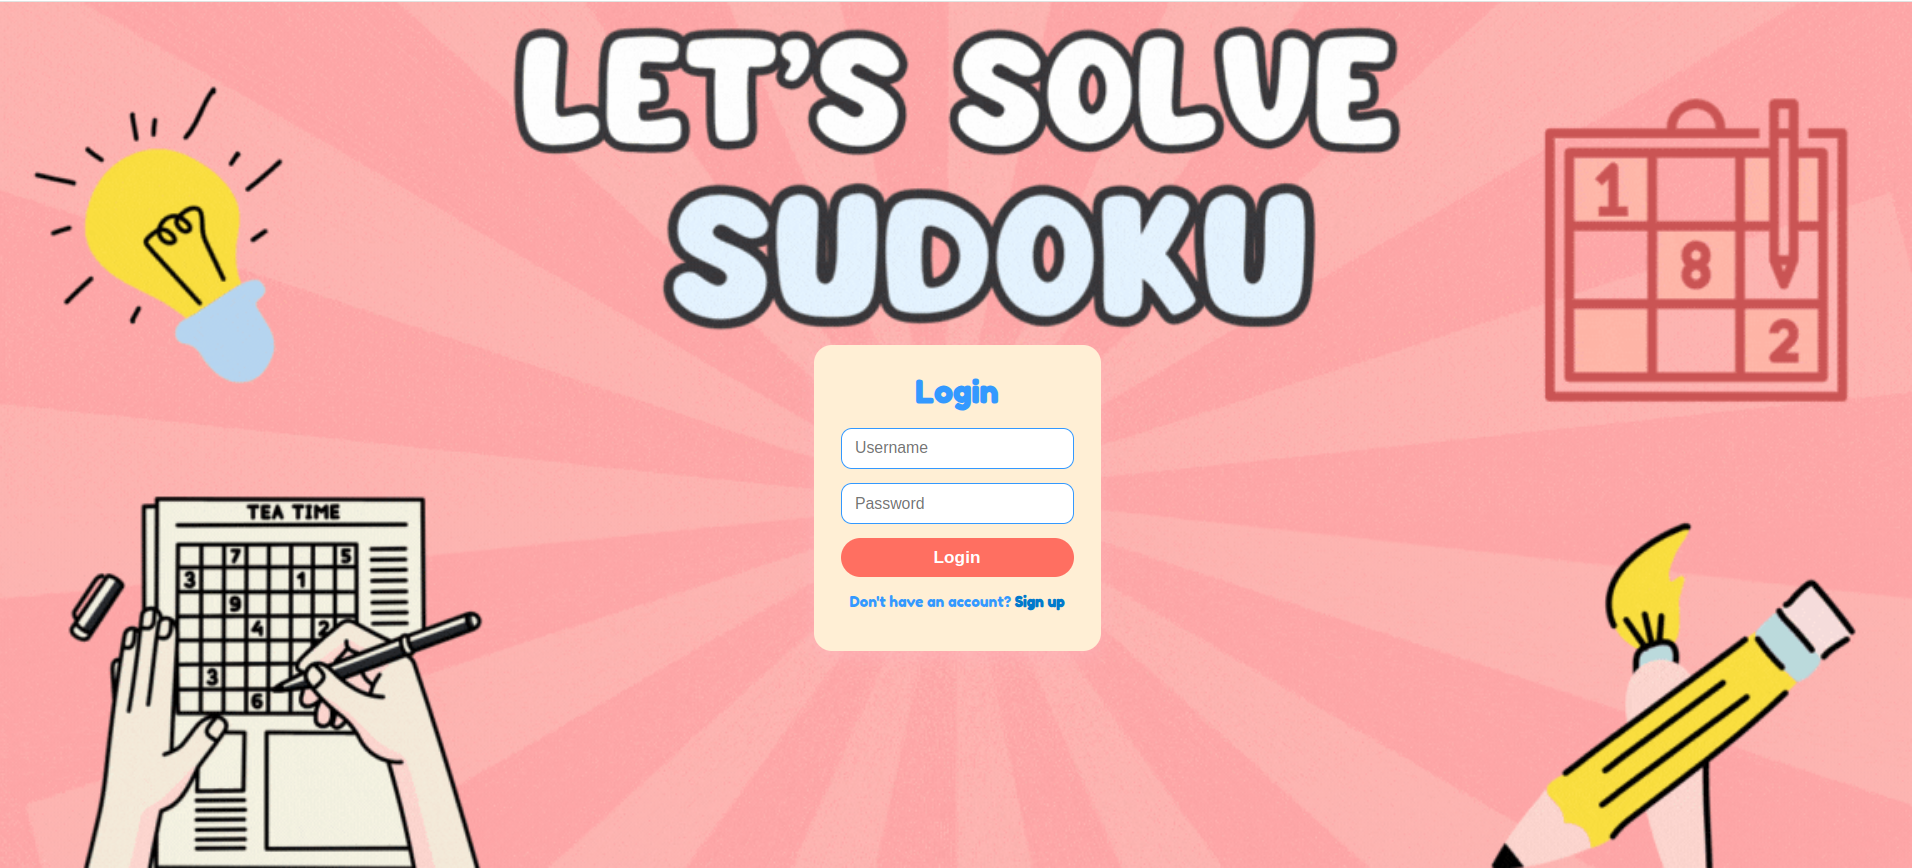 LET'S SOLVE
SUDOKU
1
8
2
Login
Username
Password
Login
Don't have an account? Sign up
TEA TIME
7 5
3 1
9
4 2
3
6